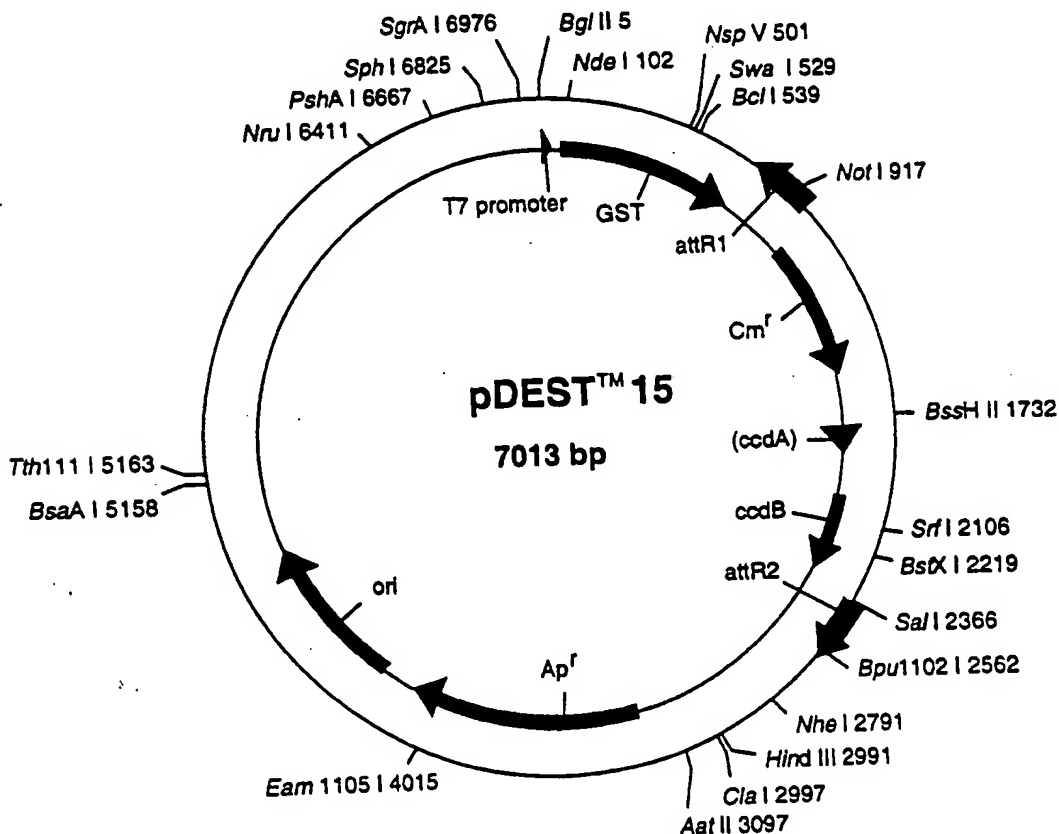 SgrA I 6976
Bgl II 5
Nsp V 501
Sph I 6825
Nde I 102
Swa I 529
PshA I 6667
Bcl I 539
Nru I 6411
Not I 917
T7 promoter
GST
attR1
Cmʳ
pDEST™ 15
7013 bp
BssH II 1732
(ccdA)
Tth111 I 5163
BsaA I 5158
ccdB
Srf I 2106
BstX I 2219
attR2
ori
Sal I 2366
Bpu1102 I 2562
Apʳ
Nhe I 2791
Hind III 2991
Eam 1105 I 4015
Cla I 2997
Aat II 3097